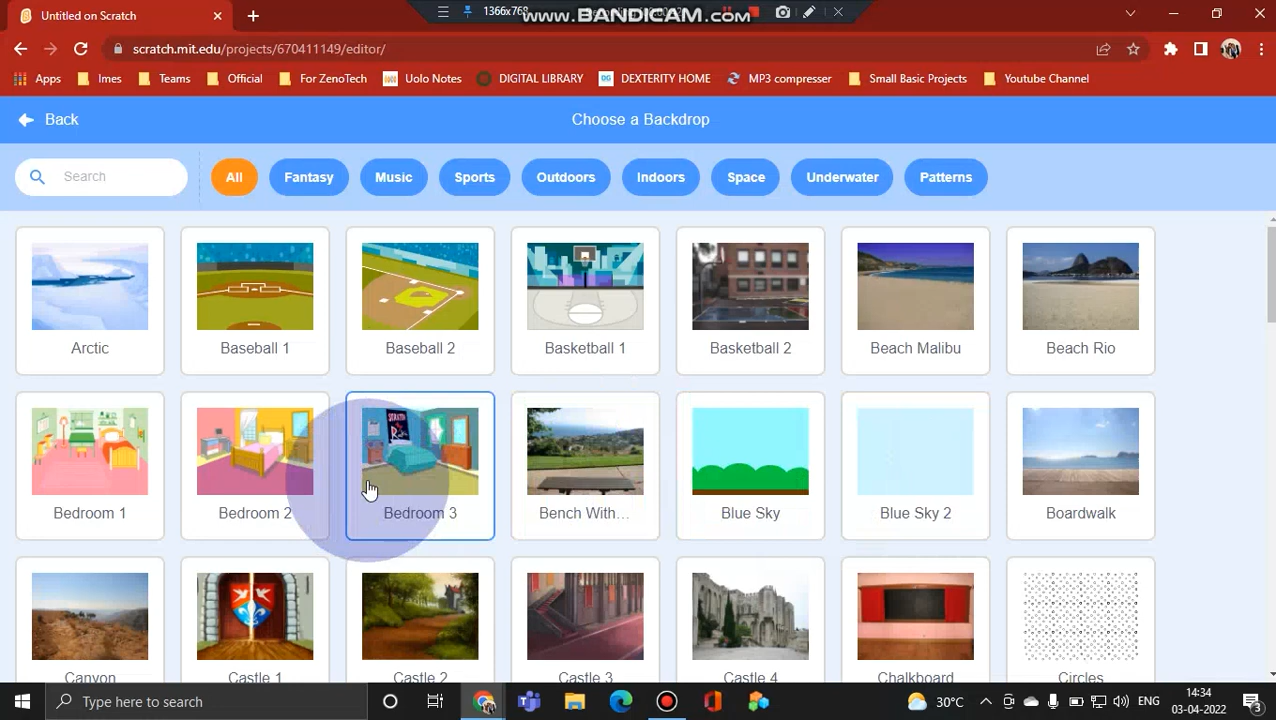 Untitled on Scratch
1366x768
www.BANDICAM.com
scratch.mit.edu/projects/670411149/editor/
Apps Imes Teams Official For ZenoTech Uolo Notes DIGITAL LIBRARY DEXTERITY HOME MP3 compresser Small Basic Projects Youtube Channel
Back Choose a Backdrop
Search All Fantasy Music Sports Outdoors Indoors Space Underwater Patterns
Arctic Baseball 1 Baseball 2 Basketball 1 Basketball 2 Beach Malibu Beach Rio
SCRATCH
Bedroom 1 Bedroom 2 Bedroom 3 Bench With... Blue Sky Blue Sky 2 Boardwalk
Canyon Castle 1 Castle 2 Castle 3 Castle 4 Chalkboard Circles
Type here to search 30°C ENG 14:34
03-04-2022 3